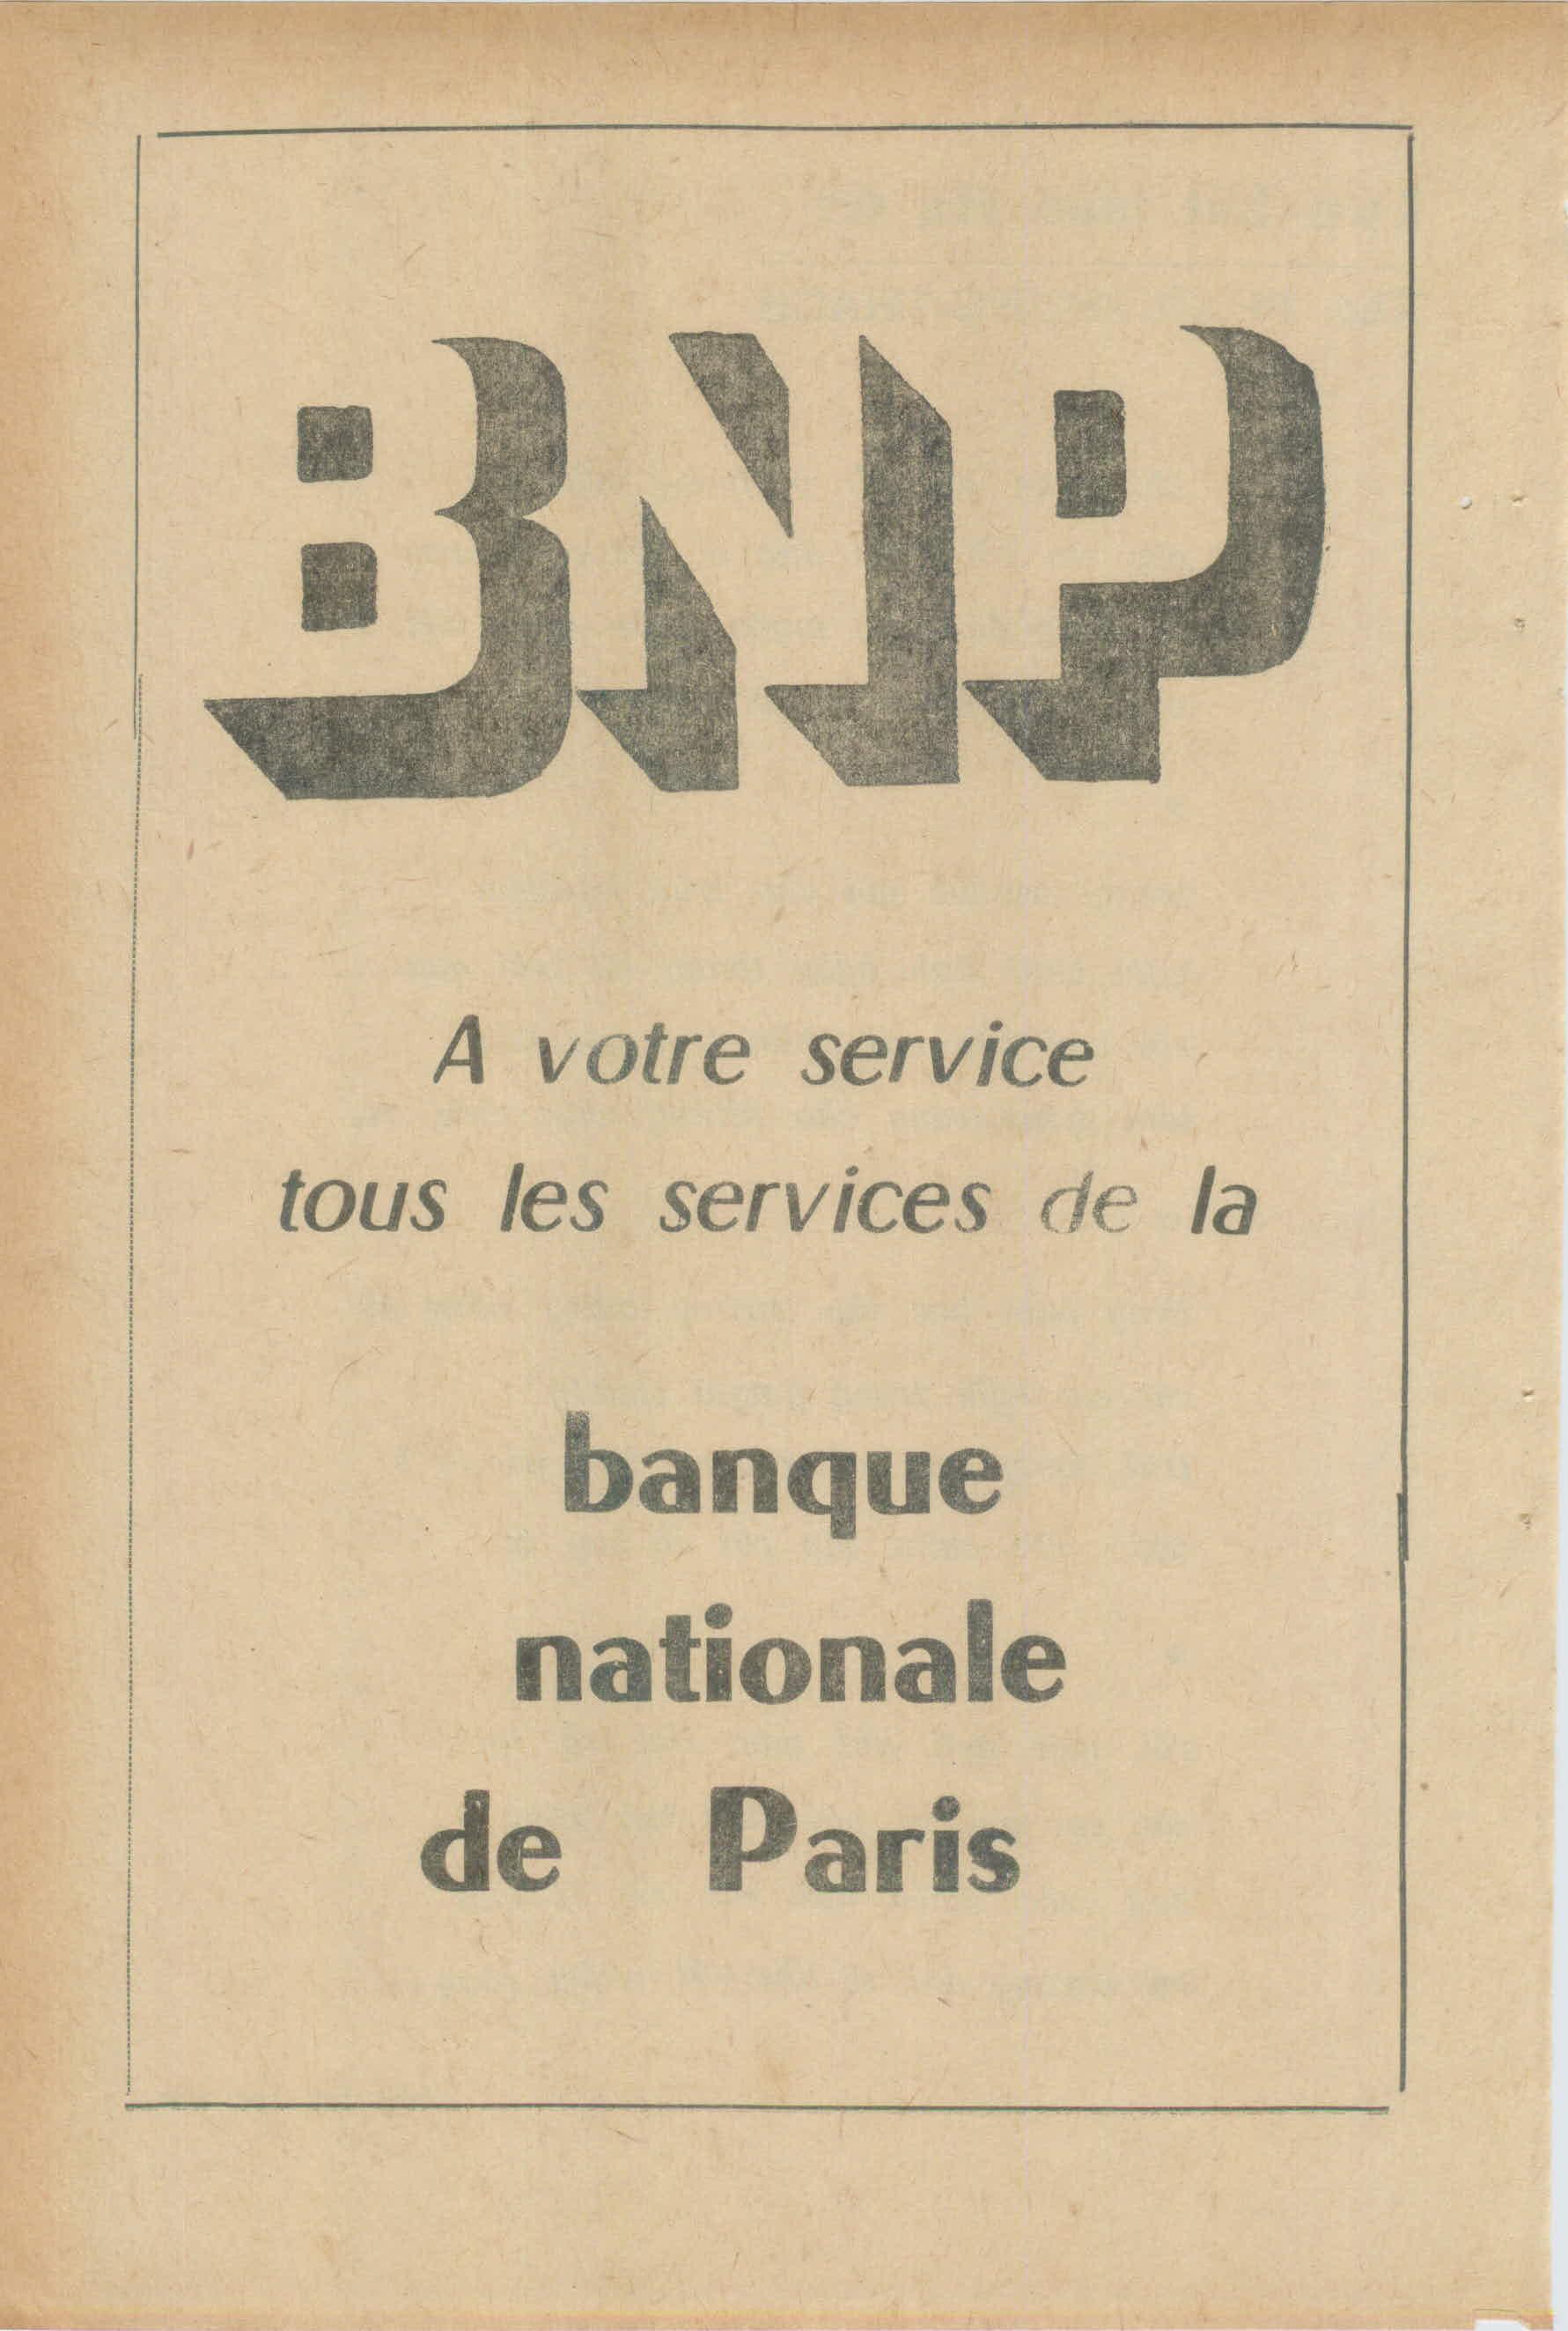 BNP
A votre service
tous les services de la
banque
nationale
de Paris